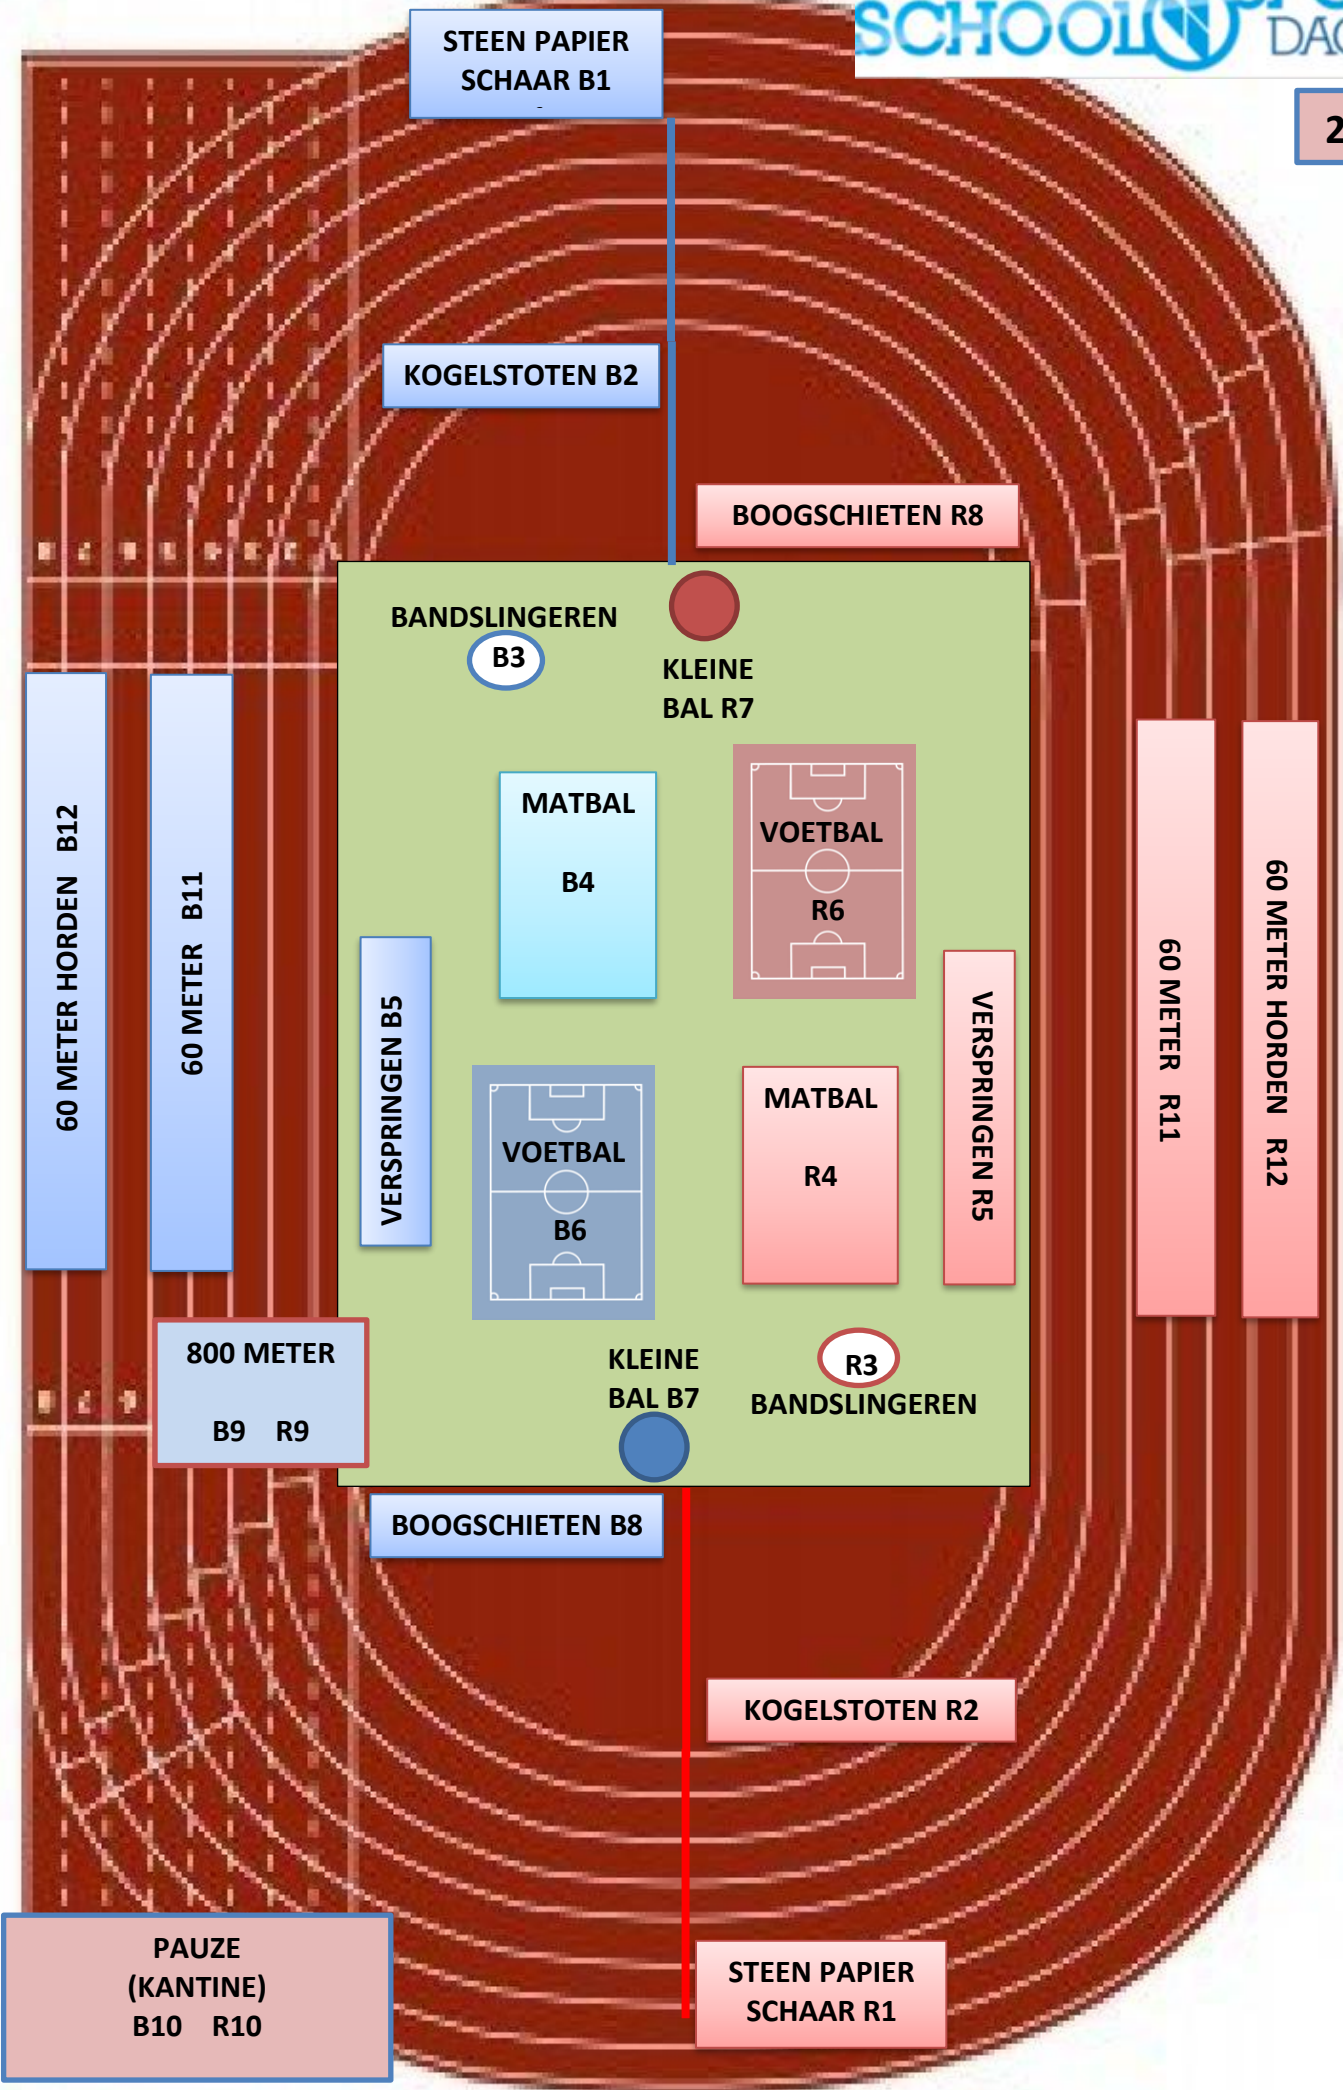 SCHOOL
STEEN PAPIER
SCHAAR B1
-
2
KOGELSTOTEN B2
BOOGSCHIETEN R8
BANDSLINGEREN
B3
KLEINE
BAL R7
MATBAL
B4
VOETBAL
R6
60 METER HORDEN B12
60 METER B11
VERSPRINGEN B5
VERSPRINGEN R5
60 METER R11
60 METER HORDEN R12
VOETBAL
B6
MATBAL
R4
800 METER
B9 R9
KLEINE
BAL B7
R3
BANDSLINGEREN
BOOGSCHIETEN B8
KOGELSTOTEN R2
PAUZE
(KANTINE)
B10 R10
STEEN PAPIER
SCHAAR R1